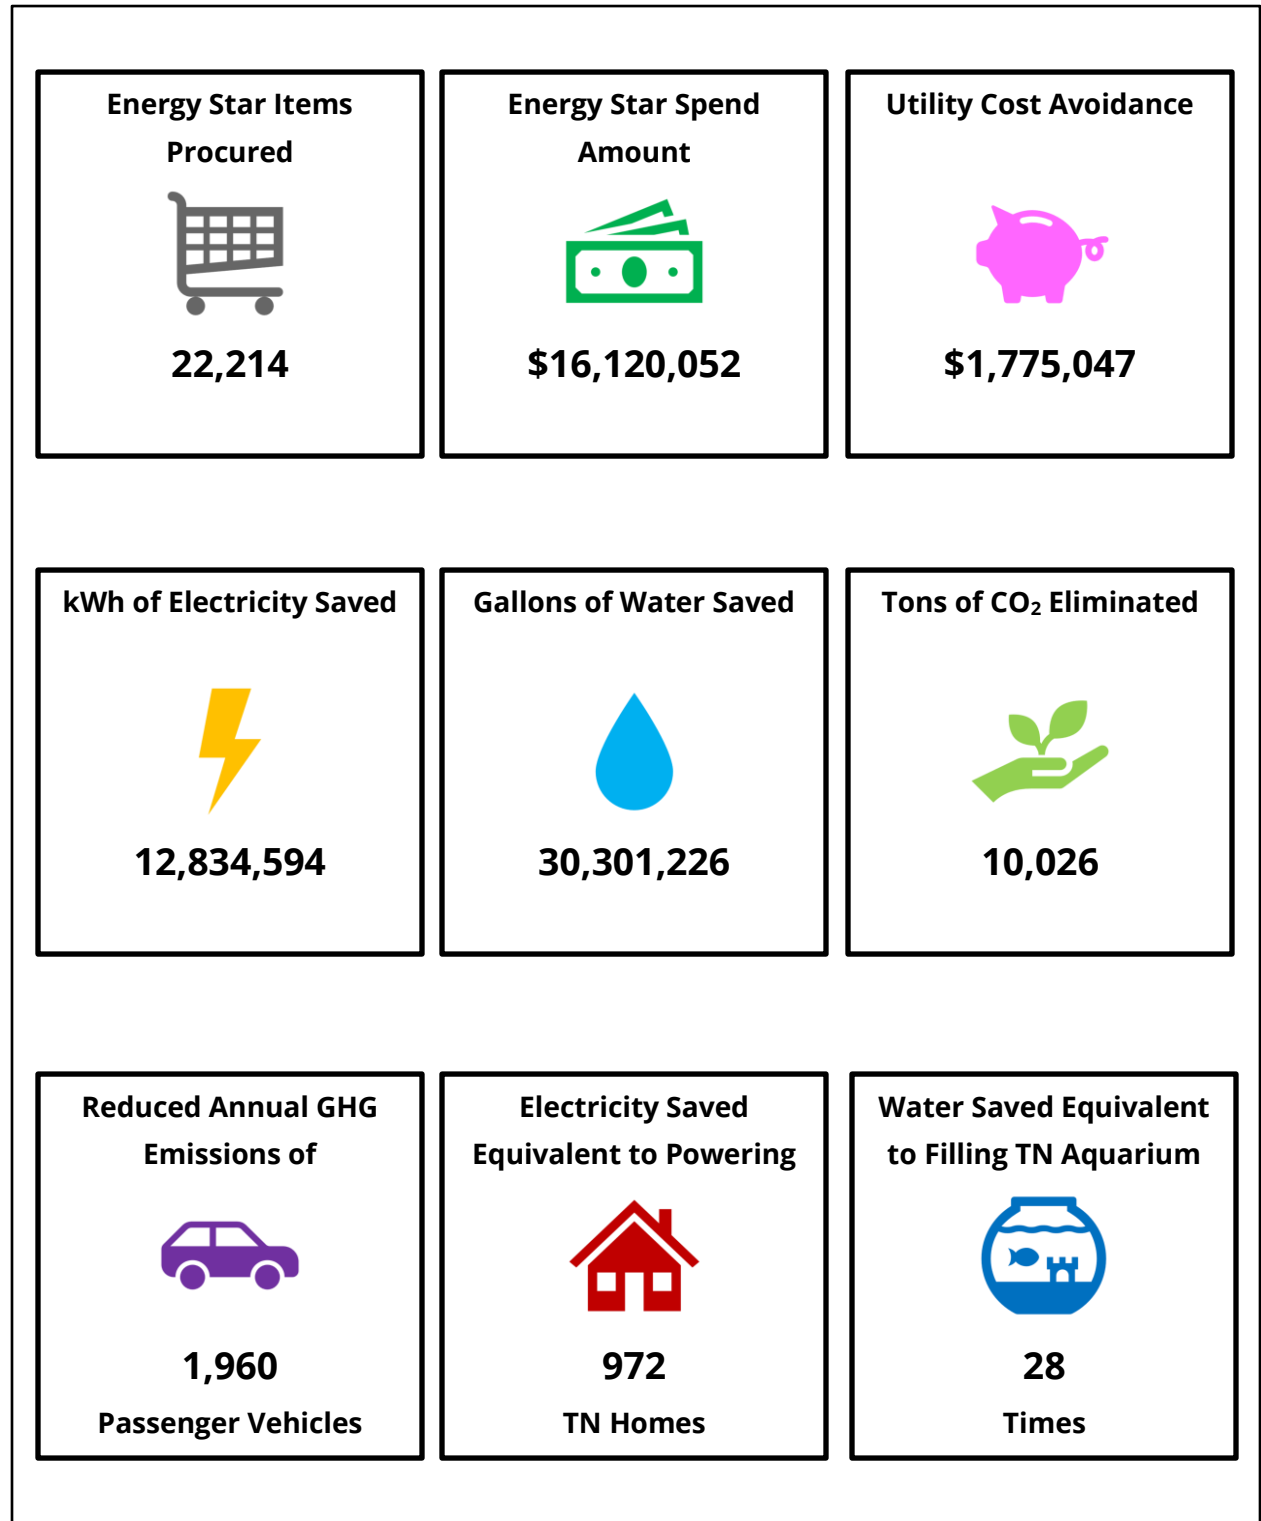 Energy Star Items
Procured
22,214
Energy Star Spend
Amount
$16,120,052
Utility Cost Avoidance
$1,775,047
kWh of Electricity Saved
12,834,594
Gallons of Water Saved
30,301,226
Tons of CO₂ Eliminated
10,026
Reduced Annual GHG
Emissions of
1,960
Passenger Vehicles
Electricity Saved
Equivalent to Powering
972
TN Homes
Water Saved Equivalent
to Filling TN Aquarium
28
Times